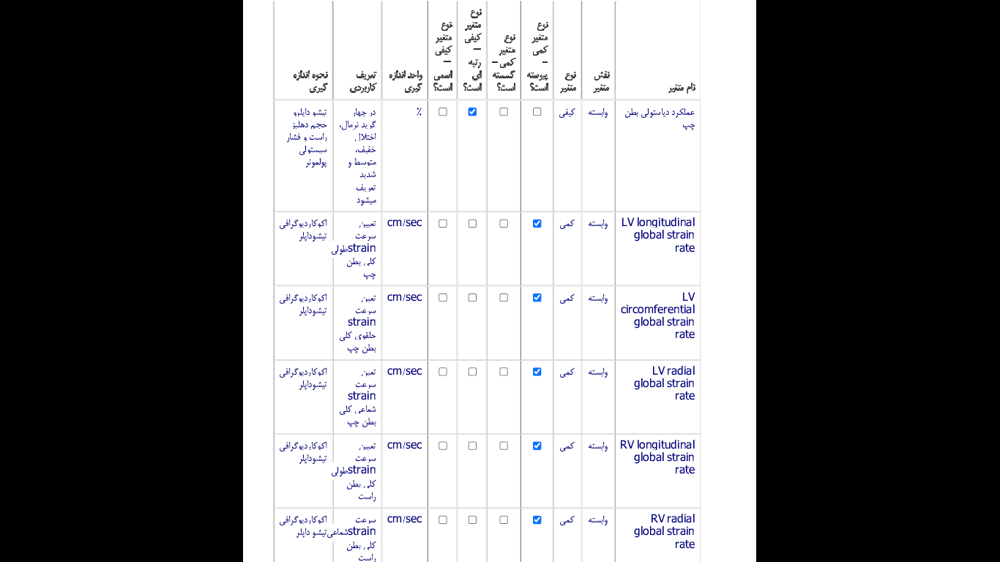 نام متغیر
نقش
متغیر
نوع
متغیر
نوع
متغیر
کمی
–
پیوسته
است؟
نوع
متغیر
کمی –
گسسته
است؟
نوع
متغیر
کیفی
—
رتبه
ای
است؟
نوع
متغیر
کیفی
—
اسمی
است؟
واحد اندازه
گیری
تعریف
کاربردی
نحوه اندازه
گیری
عملکرد دیاستولی بطن
چپ
وابسته
کیفی
٪
در چهار
گرید نرمال،
اختلال
خفیف،
متوسط و
شدید
تعریف
میشود
تیشو داپلرو
حجم دهلیز
راست و فشار
سیستولی
پولمونر
LV longitudinal
global strain
rate
وابسته
کمی
cm/sec
تعیین
سرعت
strainطولی
کلی بطن
چپ
اکوکاردیوگرافی
تیشوداپلر
LV
circomferential
global strain
rate
وابسته
کمی
cm/sec
تعین
سرعت
strain
حلقوی کلی
بطن چپ
اکوکاردیوگرافی
تیشوداپلر
LV radial
global strain
rate
وابسته
کمی
cm/sec
تعین
سرعت
strain
شعاعی کلی
بطن چپ
اکوکاردیوگرافی
تیشوداپلر
RV longitudinal
global strain
rate
وابسته
کمی
cm/sec
تعیین
سرعت
strainطولی
کلی بطن
راست
اکوکاردیوگرافی
تیشوداپلر
RV radial
global strain
rate
وابسته
کمی
cm/sec
سرعت
strainشعاعی
کلی بطن
راست
اکوکاردیوگرافی
تیشو داپلر